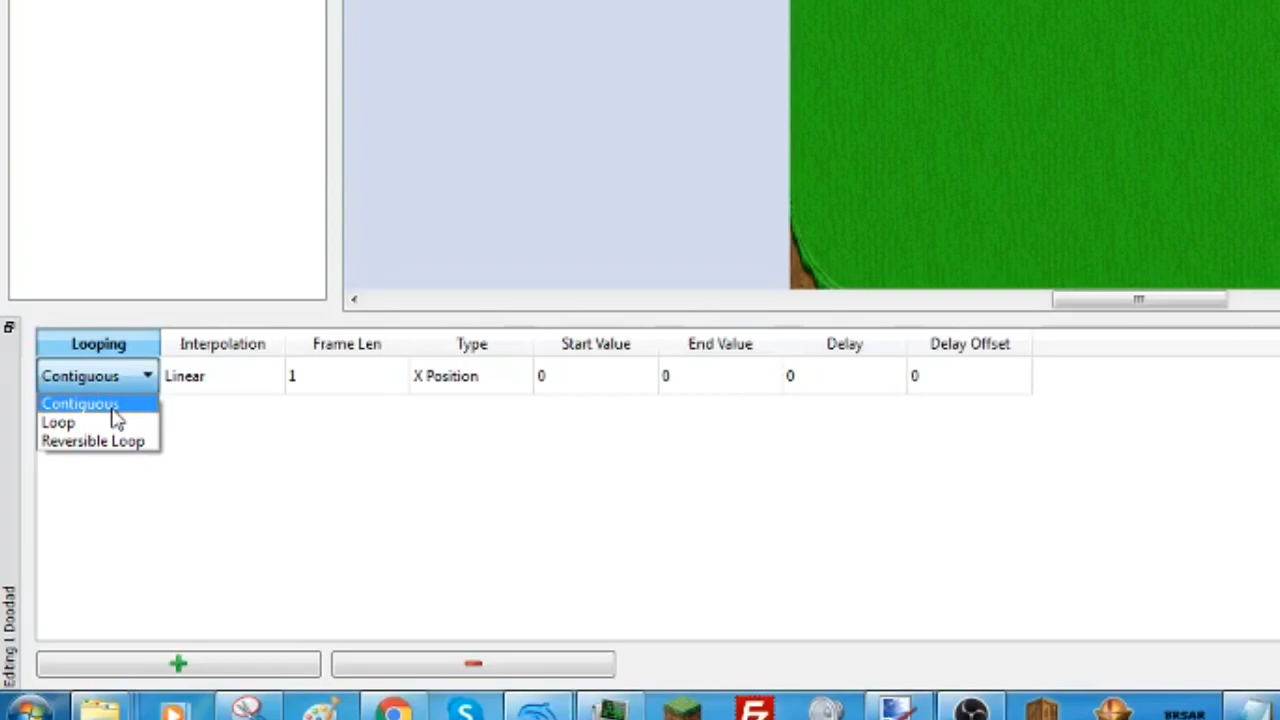 Looping Interpolation Frame Len Type Start Value End Value Delay Delay Offset
Contiguous Linear 1 X Position 0 0 0 0
Contiguous
Loop
Reversible Loop
Editing 1 Doodad
BRSAR